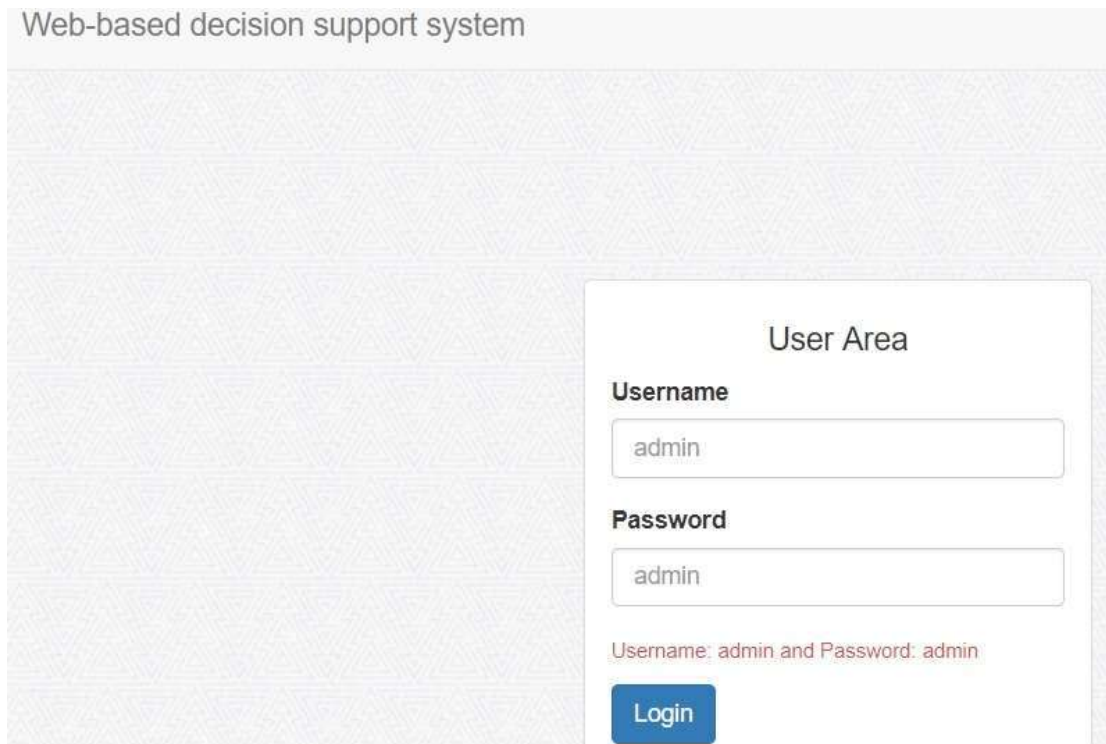 Web-based decision support system
User Area
Username
admin
Password
admin
Username: admin and Password: admin
Login